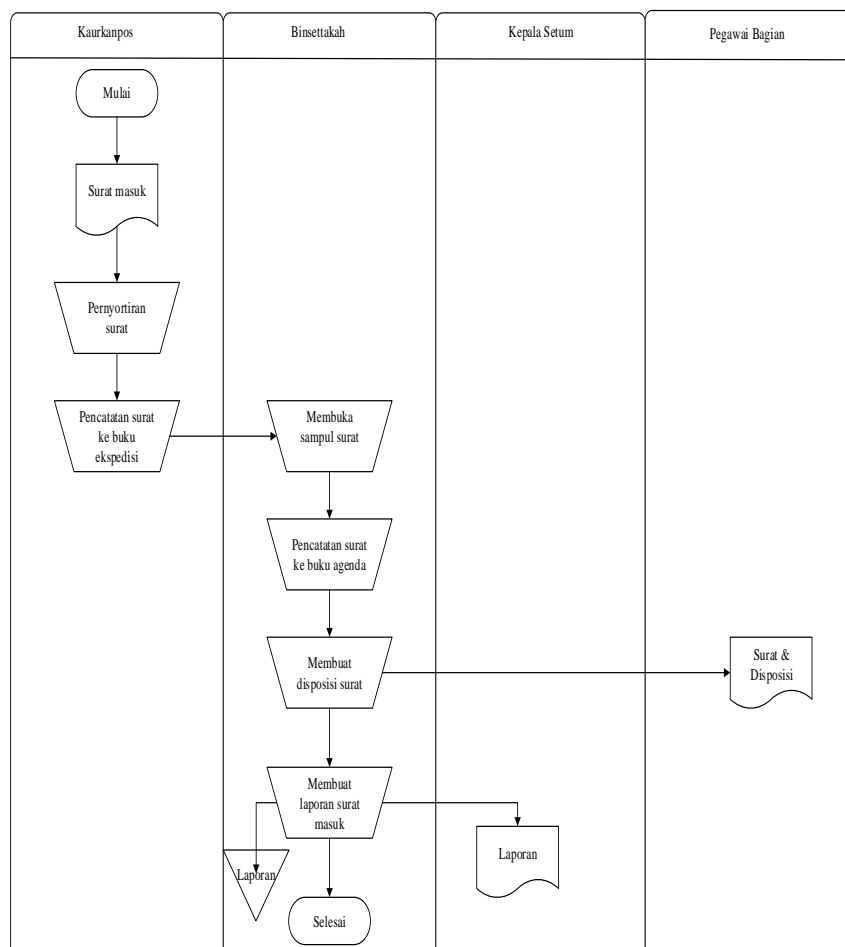 Kaurkanpos
Binsettakah
Kepala Setum
Pegawai Bagian
Mulai
Surat masuk
Pernyortiran
surat
Pencatatan surat
ke buku
ekspedisi
Membuka
sampul surat
Pencatatan surat
ke buku agenda
Membuat
disposisi surat
Surat &
Disposisi
Membuat
laporan surat
masuk
Laporan
Laporan
Selesai